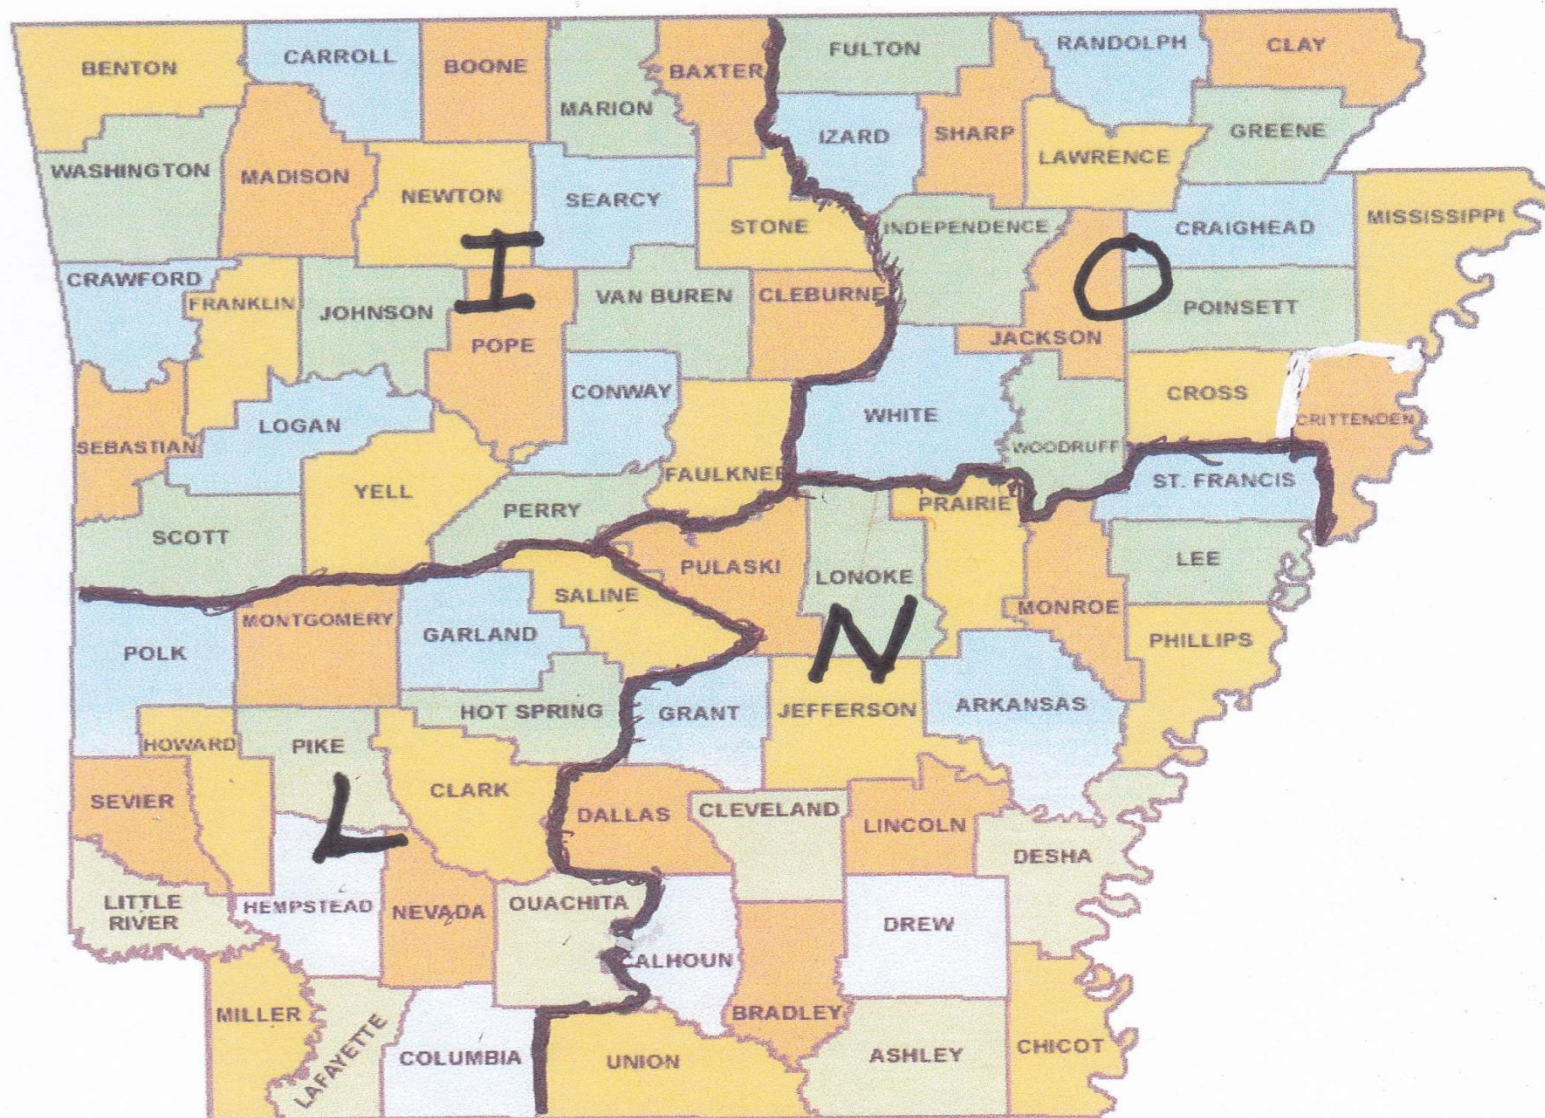 BENTON
CARROLL
BOONE
MARION
BAXTER
FULTON
RANDOLPH
CLAY
IZARD
SHARP
LAWRENCE
GREENE
WASHINGTON
MADISON
NEWTON
SEARCY
STONE
INDEPENDENCE
CRAIGHEAD
MISSISSIPPI
I
O
CRAWFORD
FRANKLIN
JOHNSON
POPE
VAN BUREN
CLEBURNE
JACKSON
POINSETT
SEBASTIAN
LOGAN
CONWAY
FAULKNER
WHITE
WOODRUFF
CROSS
CRITTENDEN
SCOTT
YELL
PERRY
PRAIRIE
ST. FRANCIS
PULASKI
LONOKE
LEE
MONROE
PHILLIPS
POLK
MONTGOMERY
GARLAND
SALINE
N
HOT SPRING
GRANT
JEFFERSON
ARKANSAS
HOWARD
PIKE
CLARK
SEVIER
L
DALLAS
CLEVELAND
LINCOLN
DESHA
LITTLE
RIVER
HEMPSTEAD
NEVADA
OUACHITA
CALHOUN
DREW
MILLER
LAFAYETTE
COLUMBIA
UNION
BRADLEY
ASHLEY
CHICOT